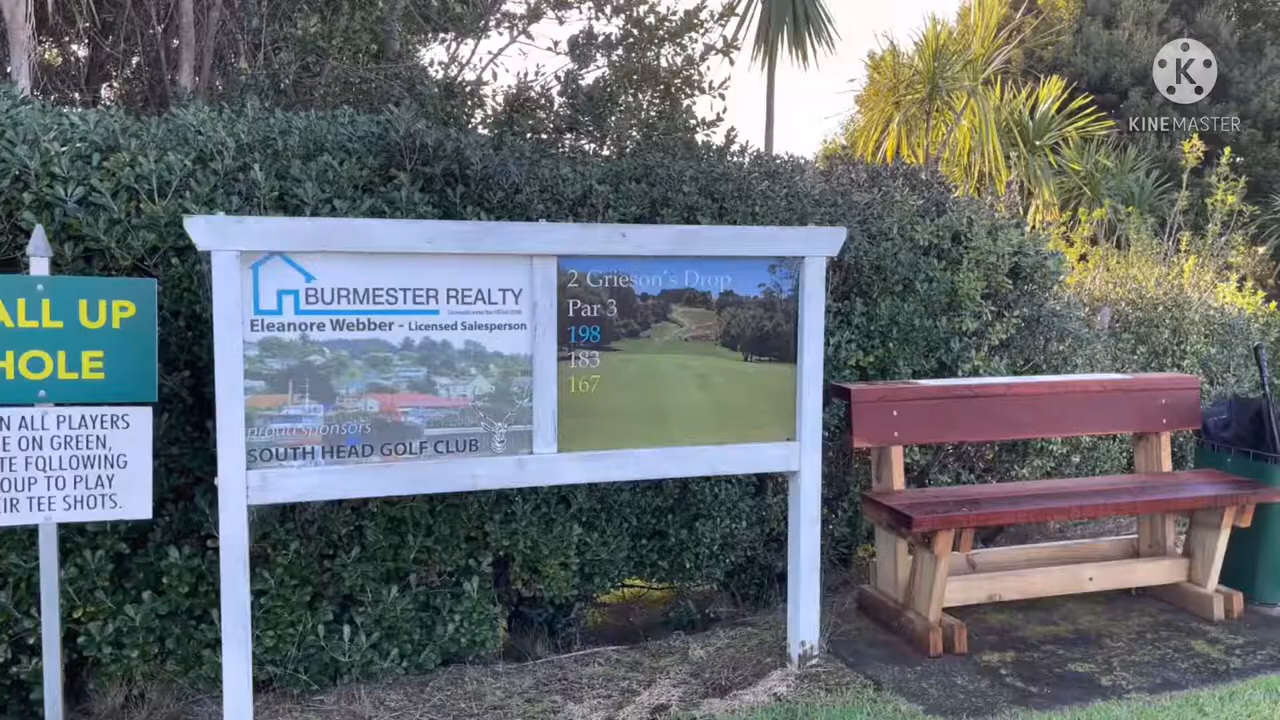 ALL UP
HOLE
N ALL PLAYERS
E ON GREEN,
TE FOLLOWING
OUP TO PLAY
IR TEE SHOTS.
BURMESTER REALTY
Eleanore Webber - Licensed Salesperson
proud sponsors
SOUTH HEAD GOLF CLUB
2 Grieson's Drop
Par 3
198
183
167
K
KINEMASTER